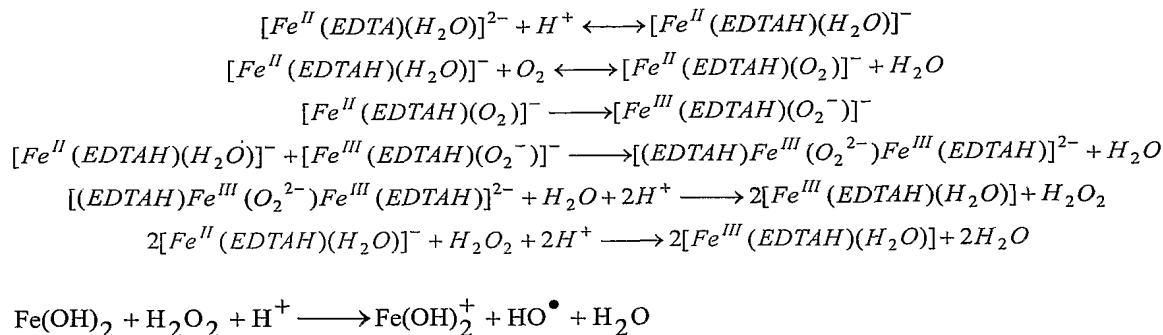 [Fe^{II}(EDTA)(H_2O)]^{2-} + H^+ ⟷ [Fe^{II}(EDTAH)(H_2O)]^-
[Fe^{II}(EDTAH)(H_2O)]^- + O_2 ⟷ [Fe^{II}(EDTAH)(O_2)]^- + H_2O
[Fe^{II}(EDTAH)(O_2)]^- ⟶ [Fe^{III}(EDTAH)(O_2^-)]^-
[Fe^{II}(EDTAH)(H_2O)]^- + [Fe^{III}(EDTAH)(O_2^-)]^- ⟶ [(EDTAH)Fe^{III}(O_2^{2-})Fe^{III}(EDTAH)]^{2-} + H_2O
[(EDTAH)Fe^{III}(O_2^{2-})Fe^{III}(EDTAH)]^{2-} + H_2O + 2H^+ ⟶ 2[Fe^{III}(EDTAH)(H_2O)] + H_2O_2
2[Fe^{II}(EDTAH)(H_2O)]^- + H_2O_2 + 2H^+ ⟶ 2[Fe^{III}(EDTAH)(H_2O)] + 2H_2O
Fe(OH)_2 + H_2O_2 + H^+ ⟶ Fe(OH)_2^+ + HO^• + H_2O